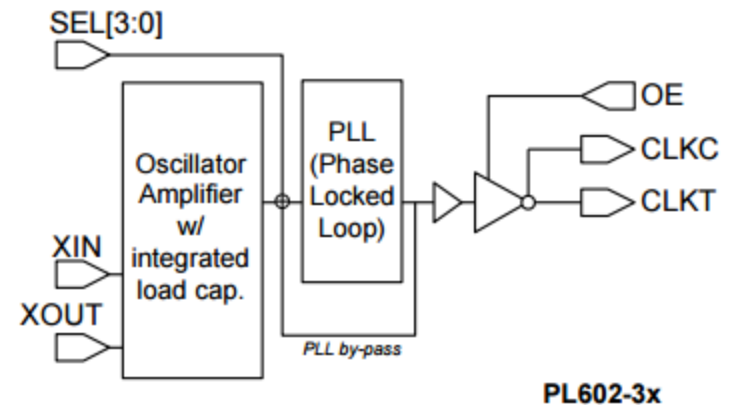 SEL[3:0]
OE
PLL
(Phase
Locked
Loop)
Oscillator
Amplifier
w/
integrated
load cap.
CLKC
CLKT
XIN
XOUT
PLL by-pass
PL602-3x